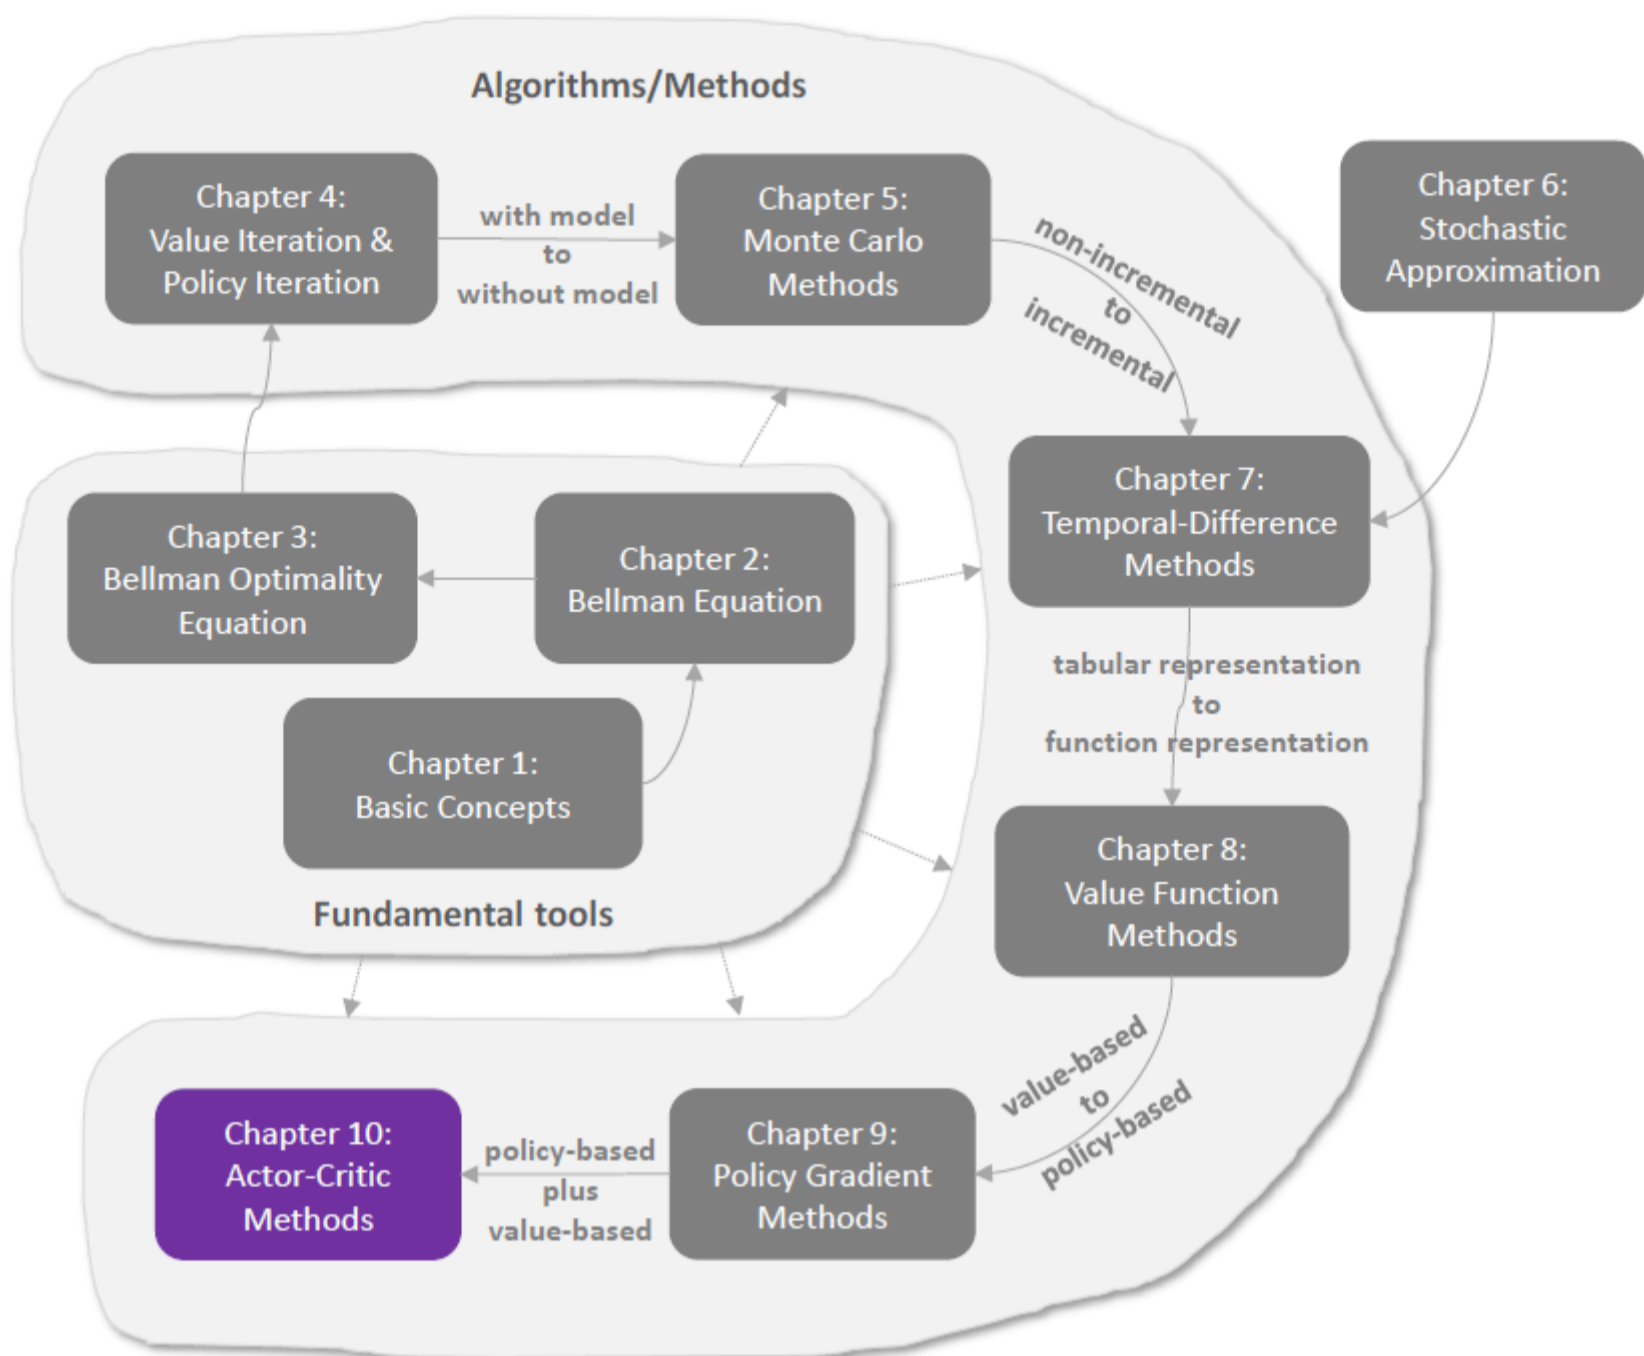 Algorithms/Methods
Chapter 4:
Value Iteration &
Policy Iteration
with model
to
without model
Chapter 5:
Monte Carlo
Methods
non-incremental
to
incremental
Chapter 6:
Stochastic
Approximation
Chapter 3:
Bellman Optimality
Equation
Chapter 2:
Bellman Equation
Chapter 1:
Basic Concepts
Fundamental tools
Chapter 7:
Temporal-Difference
Methods
tabular representation
to
function representation
Chapter 8:
Value Function
Methods
value-based
to
policy-based
Chapter 9:
Policy Gradient
Methods
policy-based
plus
value-based
Chapter 10:
Actor-Critic
Methods